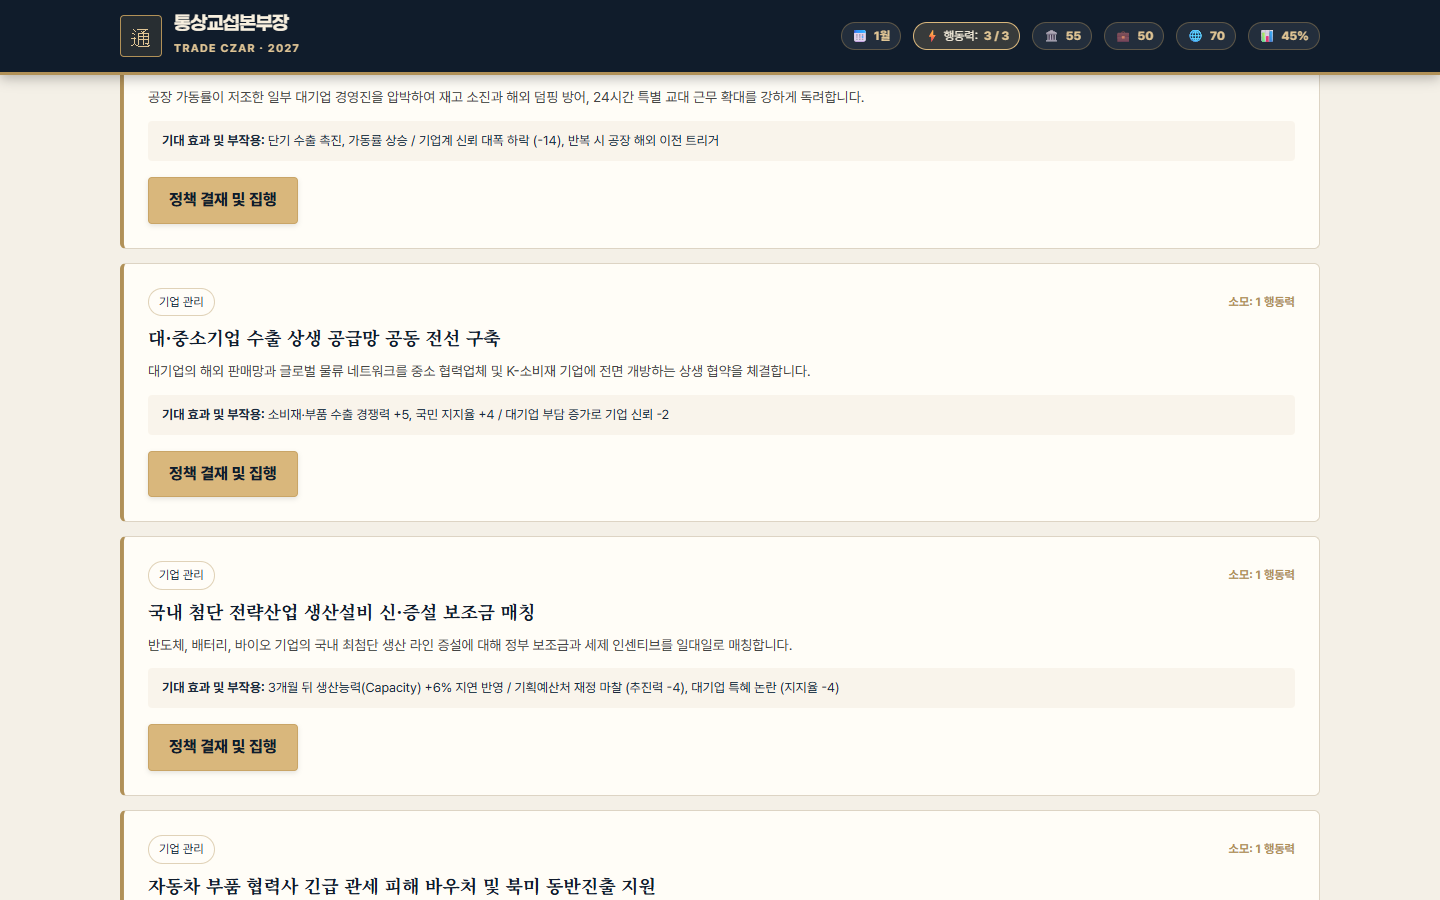 通
통상교섭본부장
TRADE CZAR · 2027
1월
행동력: 3 / 3
55
50
70
45%
공장 가동률이 저조한 일부 대기업 경영진을 압박하여 재고 소진과 해외 덤핑 방어, 24시간 특별 교대 근무 확대를 강하게 독려합니다.
기대 효과 및 부작용: 단기 수출 촉진, 가동률 상승 / 기업계 신뢰 대폭 하락 (-14), 반복 시 공장 해외 이전 트리거
정책 결재 및 집행
기업 관리
소모: 1 행동력
대·중소기업 수출 상생 공급망 공동 전선 구축
대기업의 해외 판매망과 글로벌 물류 네트워크를 중소 협력업체 및 K-소비재 기업에 전면 개방하는 상생 협약을 체결합니다.
기대 효과 및 부작용: 소비재·부품 수출 경쟁력 +5, 국민 지지율 +4 / 대기업 부담 증가로 기업 신뢰 -2
정책 결재 및 집행
기업 관리
소모: 1 행동력
국내 첨단 전략산업 생산설비 신·증설 보조금 매칭
반도체, 배터리, 바이오 기업의 국내 최첨단 생산 라인 증설에 대해 정부 보조금과 세제 인센티브를 일대일로 매칭합니다.
기대 효과 및 부작용: 3개월 뒤 생산능력(Capacity) +6% 지연 반영 / 기획예산처 재정 마찰 (추진력 -4), 대기업 특혜 논란 (지지율 -4)
정책 결재 및 집행
기업 관리
소모: 1 행동력
자동차 부품 협력사 긴급 관세 피해 바우처 및 북미 동반진출 지원